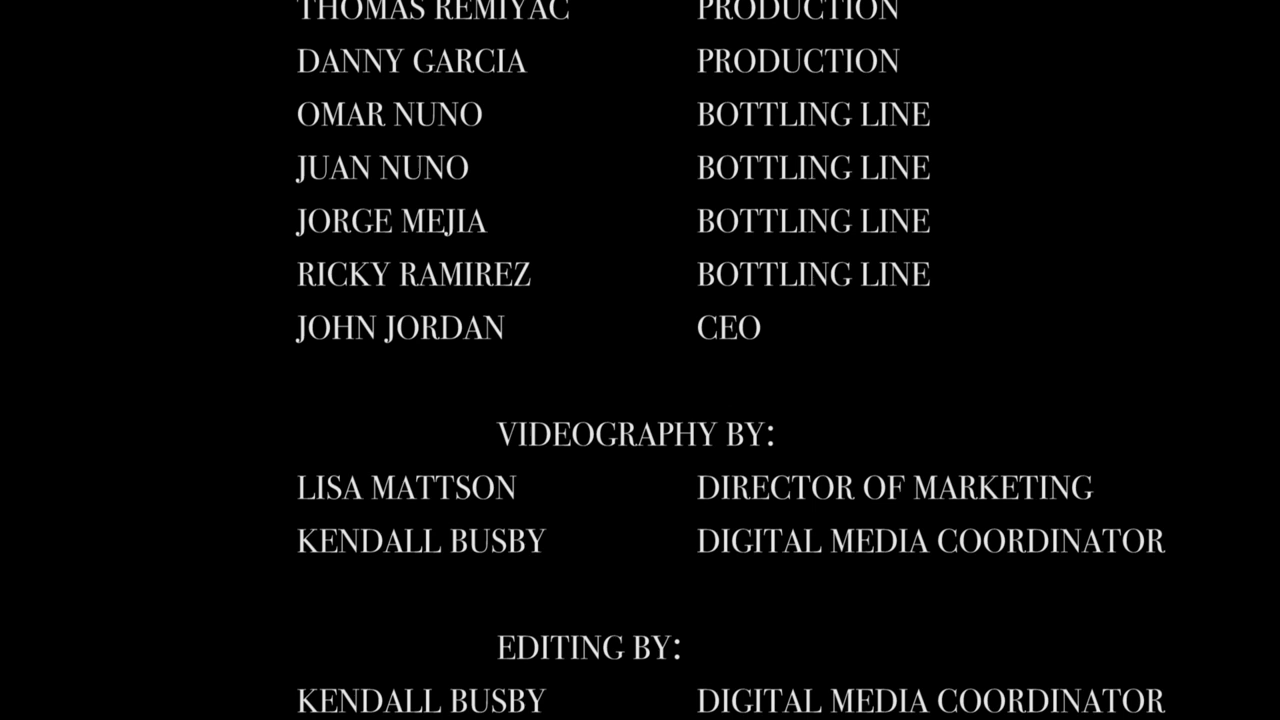 THOMAS REMIYAC PRODUCTION
DANNY GARCIA PRODUCTION
OMAR NUNO BOTTLING LINE
JUAN NUNO BOTTLING LINE
JORGE MEJIA BOTTLING LINE
RICKY RAMIREZ BOTTLING LINE
JOHN JORDAN CEO
VIDEOGRAPHY BY:
LISA MATTSON DIRECTOR OF MARKETING
KENDALL BUSBY DIGITAL MEDIA COORDINATOR
EDITING BY:
KENDALL BUSBY DIGITAL MEDIA COORDINATOR